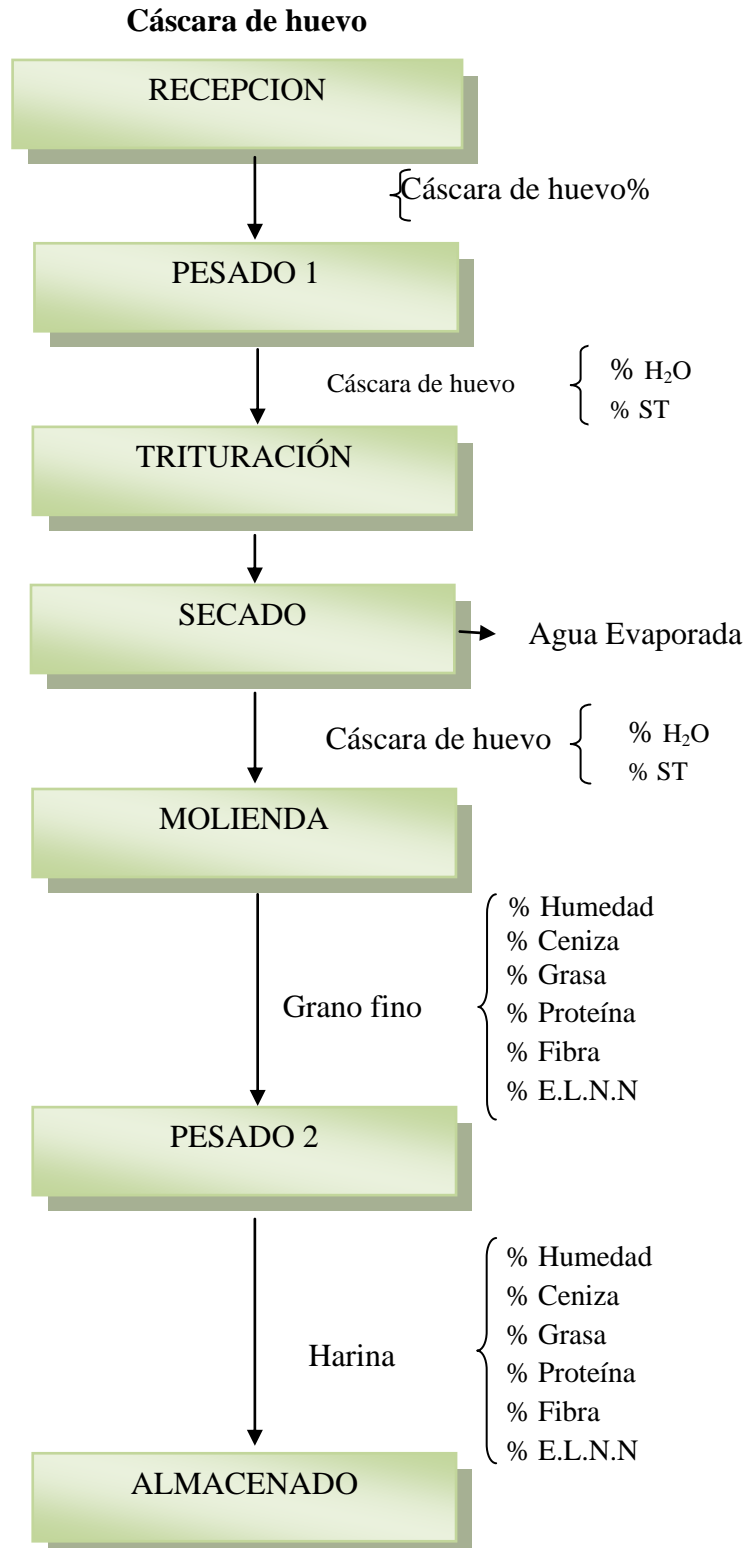 Cáscara de huevo
RECEPCION
Cáscara de huevo%
PESADO 1
Cáscara de huevo
% H₂O
% ST
TRITURACIÓN
SECADO
Agua Evaporada
Cáscara de huevo
% H₂O
% ST
MOLIENDA
Grano fino
% Humedad
% Ceniza
% Grasa
% Proteína
% Fibra
% E.L.N.N
PESADO 2
Harina
% Humedad
% Ceniza
% Grasa
% Proteína
% Fibra
% E.L.N.N
ALMACENADO